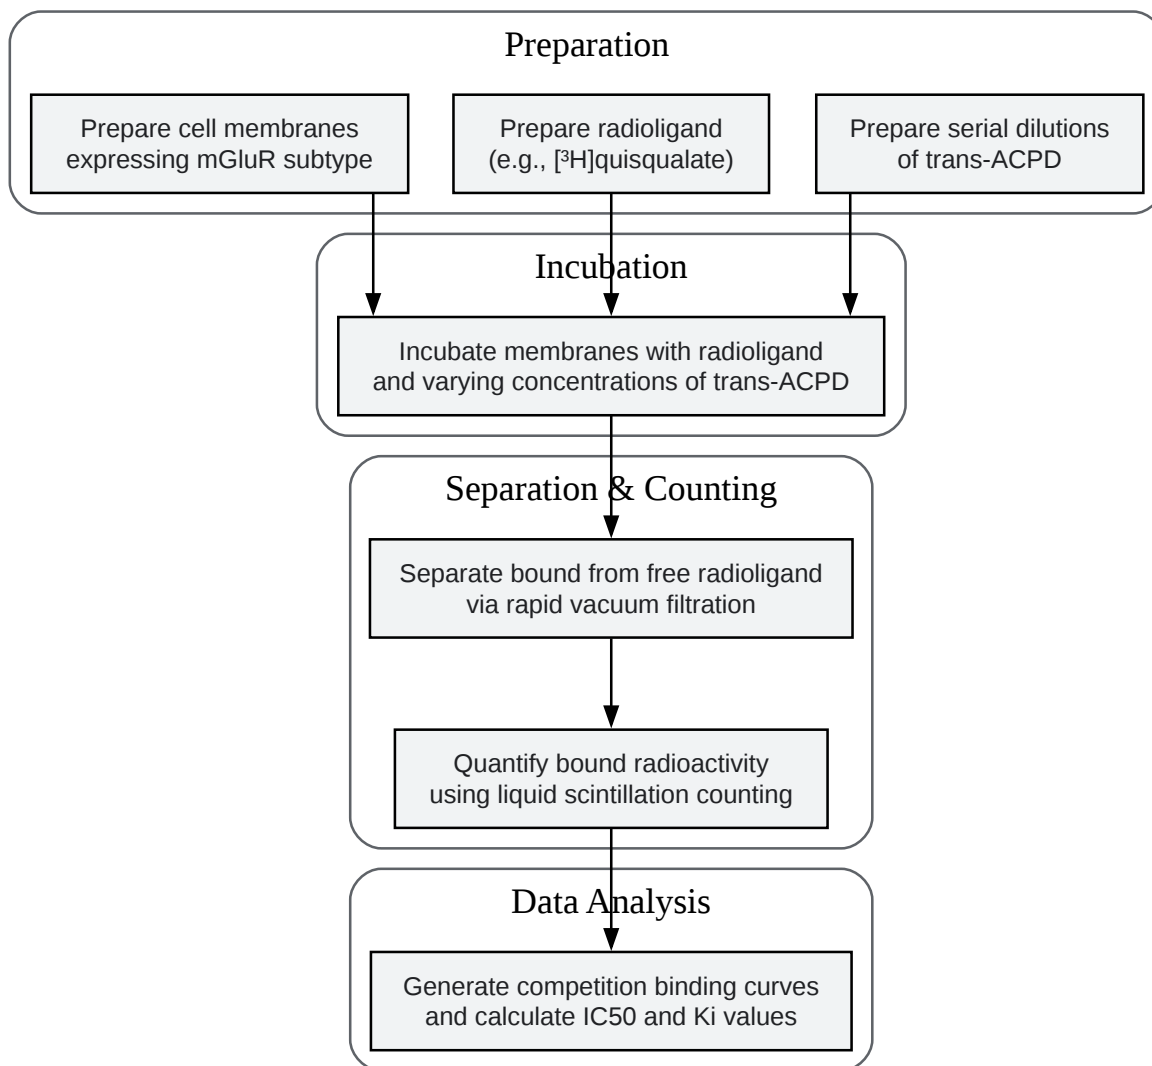 Preparation
Prepare cell membranes
expressing mGluR subtype
Prepare radioligand
(e.g., [³H]quisqualate)
Prepare serial dilutions
of trans-ACPD
Incubation
Incubate membranes with radioligand
and varying concentrations of trans-ACPD
Separation & Counting
Separate bound from free radioligand
via rapid vacuum filtration
Quantify bound radioactivity
using liquid scintillation counting
Data Analysis
Generate competition binding curves
and calculate IC50 and Ki values